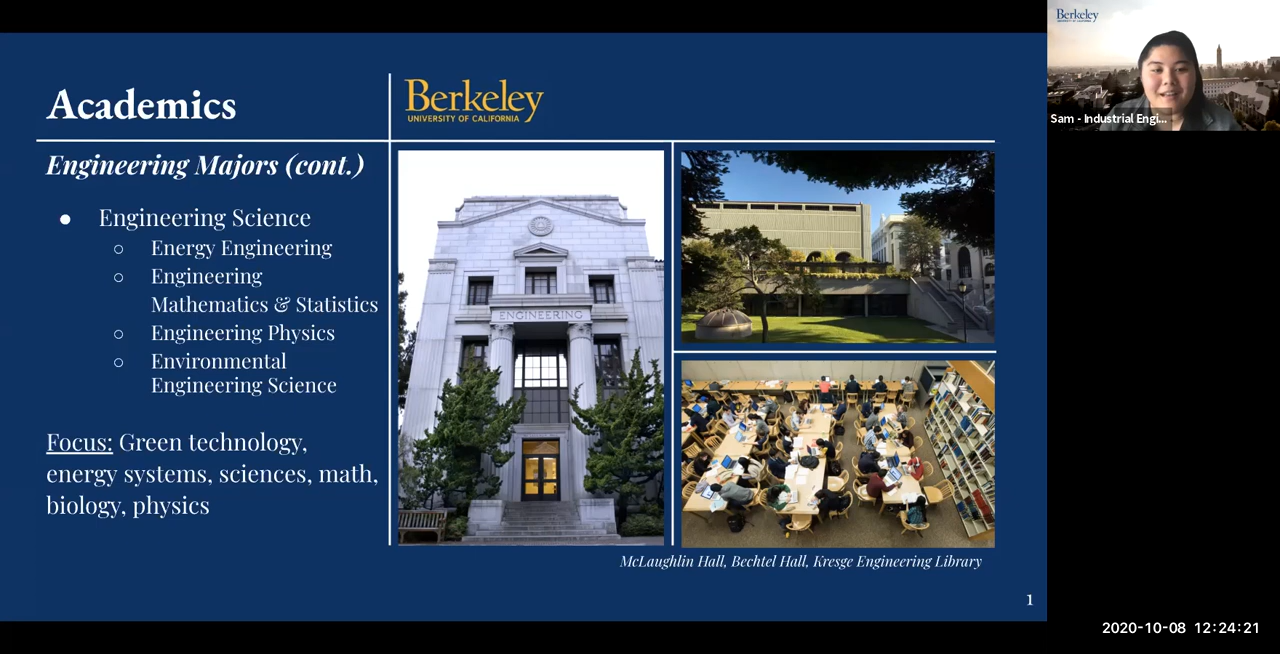 Academics
Berkeley
UNIVERSITY OF CALIFORNIA
Engineering Majors (cont.)
● Engineering Science
○ Energy Engineering
○ Engineering
Mathematics & Statistics
○ Engineering Physics
○ Environmental
Engineering Science
Focus: Green technology,
energy systems, sciences, math,
biology, physics
ENGINEERING
McLaughlin Hall, Bechtel Hall, Kresge Engineering Library
1
Berkeley
Sam - Industrial Engi...
2020-10-08 12:24:21